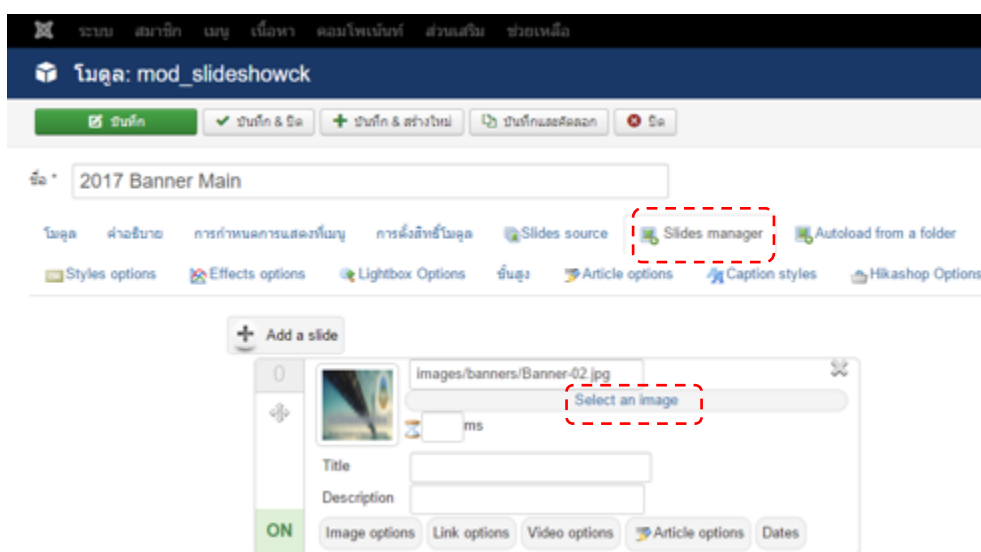 ระบบ สมาชิก เมนู เนื้อหา คอมโพเน้นท์ ส่วนเสริม ช่วยเหลือ
โมดูล: mod_slideshowck
บันทึก บันทึก & ปิด บันทึก & สร้างใหม่ บันทึกและคัดลอก ปิด
ชื่อ * 2017 Banner Main
โมดูล คำอธิบาย การกำหนดการแสดงที่เมนู การตั้งสิทธิ์โมดูล Slides source Slides manager Autoload from a folder
Styles options Effects options Lightbox Options ขั้นสูง Article options Caption styles Hikashop Options
Add a slide
0 images/banners/Banner-02.jpg
Select an image
ms
Title
Description
ON Image options Link options Video options Article options Dates